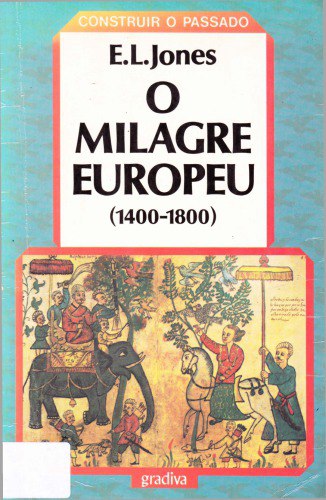 CONSTRUIR O PASSADO
E.L.Jones
O
MILAGRE
EUROPEU
(1400-1800)
gradiva